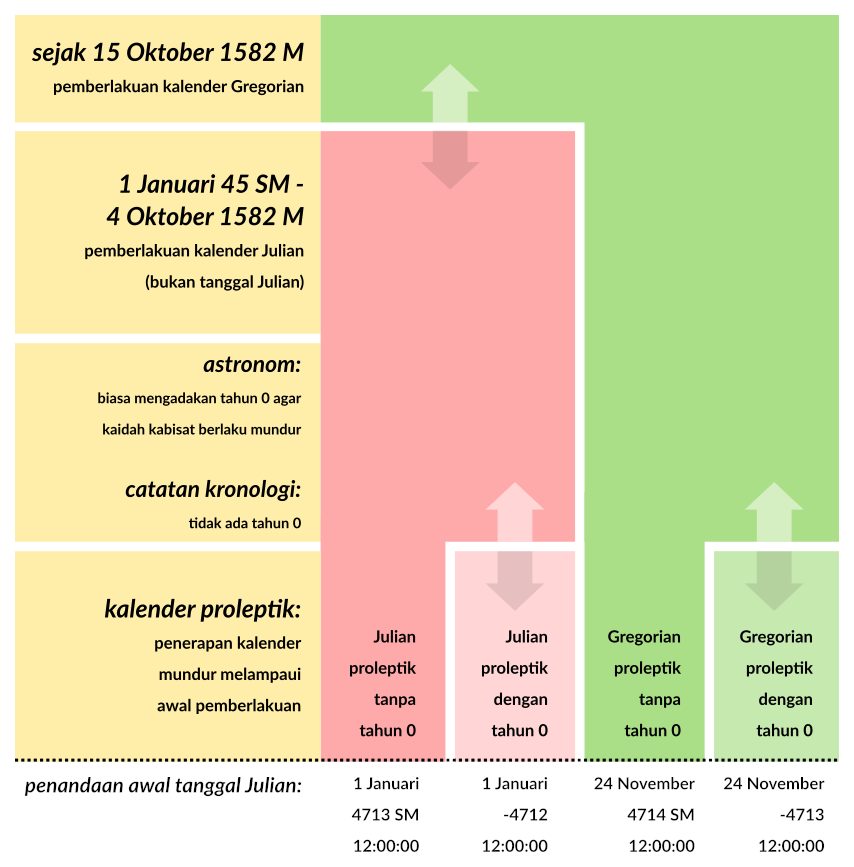 sejak 15 Oktober 1582 M
pemberlakuan kalender Gregorian
1 Januari 45 SM -
4 Oktober 1582 M
pemberlakuan kalender Julian
(bukan tanggal Julian)
astronom:
biasa mengadakan tahun 0 agar
kaidah kabisat berlaku mundur
catatan kronologi:
tidak ada tahun 0
kalender proleptik:
penerapan kalender
mundur melampaui
awal pemberlakuan
Julian
proleptik
tanpa
tahun 0
Julian
proleptik
dengan
tahun 0
Gregorian
proleptik
tanpa
tahun 0
Gregorian
proleptik
dengan
tahun 0
penandaan awal tanggal Julian:
1 Januari
4713 SM
12:00:00
1 Januari
-4712
12:00:00
24 November
4714 SM
12:00:00
24 November
-4713
12:00:00